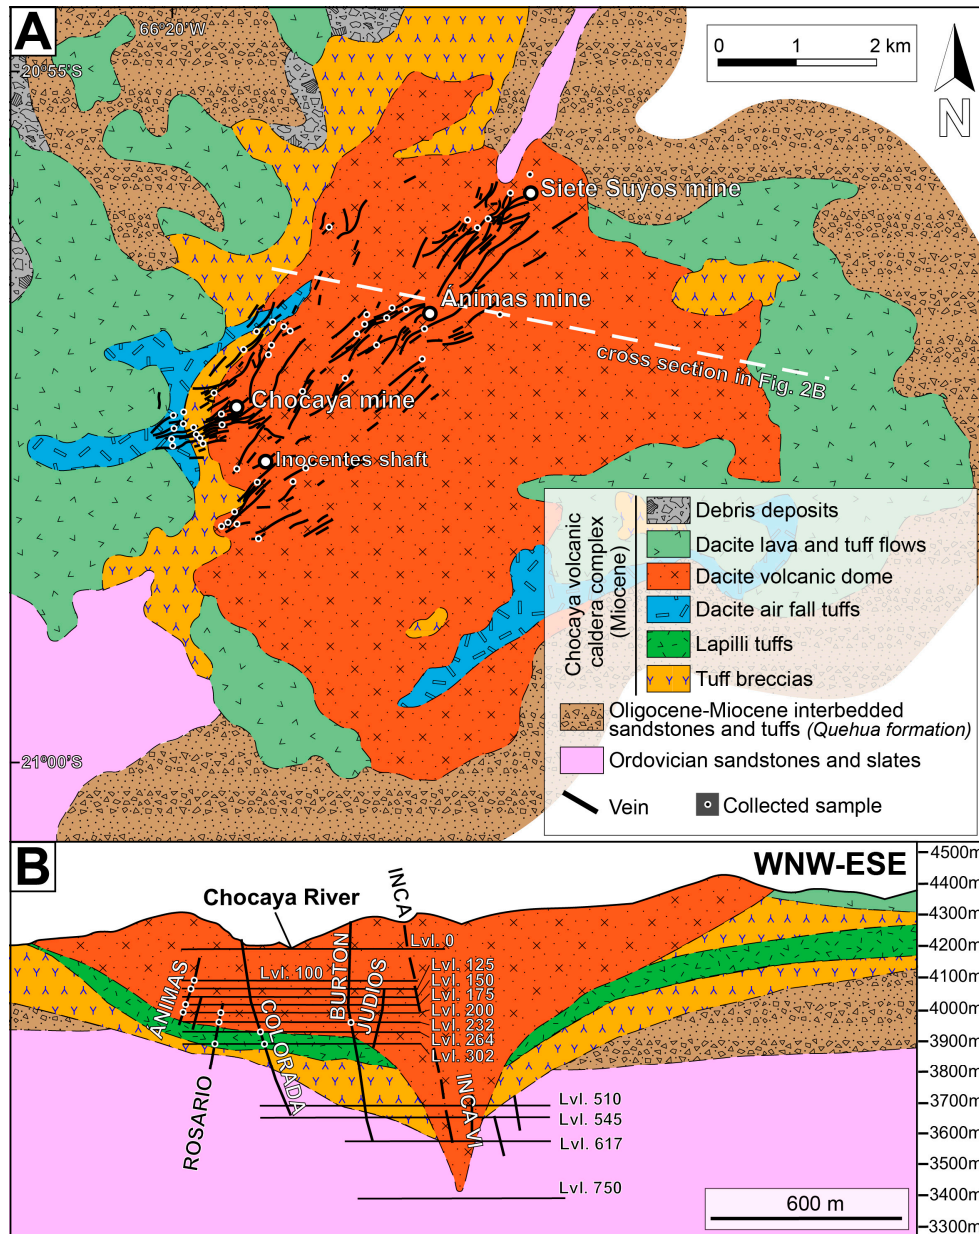 A
66°20'W
20°55'S
0 1 2 km
N
Siete Suyos mine
Ánimas mine
cross section in Fig. 2B
Chocaya mine
Inocentes shaft
21°00'S
Chocaya volcanic
caldera complex
(Miocene)
Debris deposits
Dacite lava and tuff flows
Dacite volcanic dome
Dacite air fall tuffs
Lapilli tuffs
Tuff breccias
Oligocene-Miocene interbedded
sandstones and tuffs (Quehua formation)
Ordovician sandstones and slates
Vein
Collected sample
B
WNW-ESE
Chocaya River
INCA
BURTON
JUDIOS
ANIMAS
COLORADA
ROSARIO
INCAVI
Lvl. 0
Lvl. 100
Lvl. 125
Lvl. 150
Lvl. 175
Lvl. 200
Lvl. 232
Lvl. 264
Lvl. 302
Lvl. 510
Lvl. 545
Lvl. 617
Lvl. 750
4500m
4400m
4300m
4200m
4100m
4000m
3900m
3800m
3700m
3600m
3500m
3400m
3300m
600 m